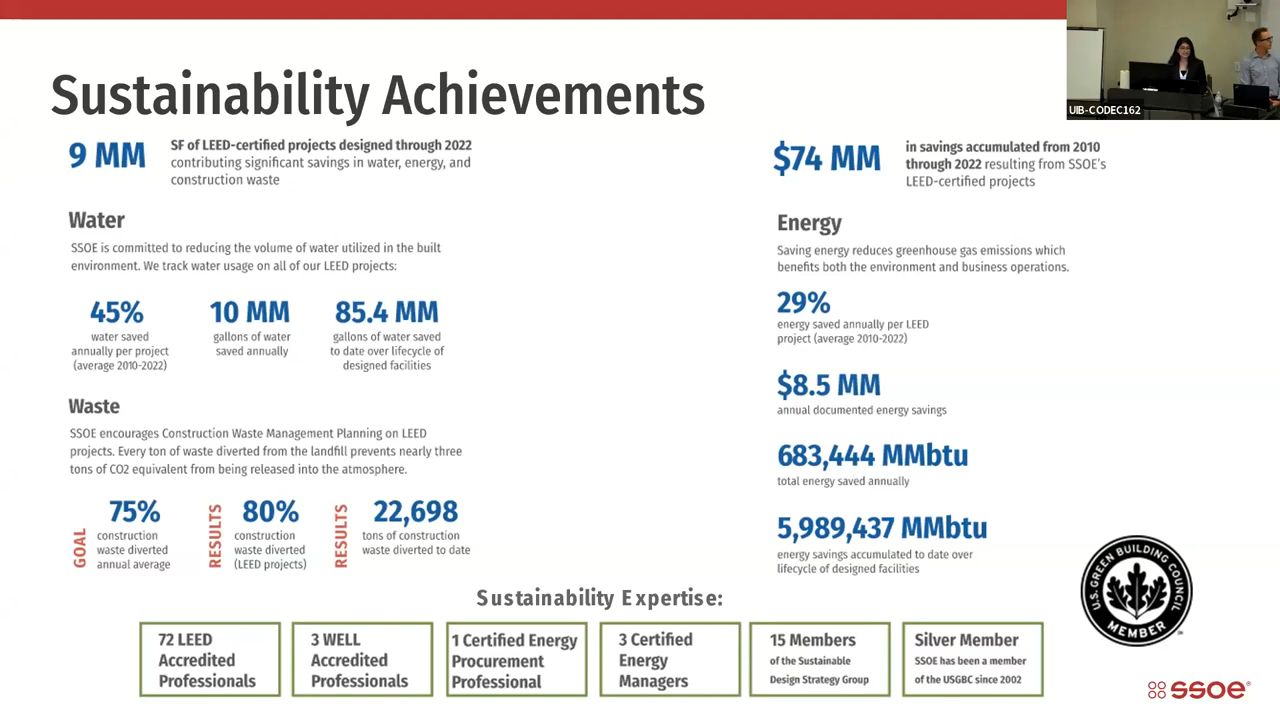 UIB-CODEC162
Sustainability Achievements
9 MM
SF of LEED-certified projects designed through 2022
contributing significant savings in water, energy, and
construction waste
Water
SSOE is committed to reducing the volume of water utilized in the built
environment. We track water usage on all of our LEED projects:
45%
water saved
annually per project
(average 2010-2022)
10 MM
gallons of water
saved annually
85.4 MM
gallons of water saved
to date over lifecycle of
designed facilities
Waste
SSOE encourages Construction Waste Management Planning on LEED
projects. Every ton of waste diverted from the landfill prevents nearly three
tons of CO2 equivalent from being released into the atmosphere.
GOAL
75%
construction
waste diverted
annual average
RESULTS
80%
construction
waste diverted
(LEED projects)
RESULTS
22,698
tons of construction
waste diverted to date
$74 MM
in savings accumulated from 2010
through 2022 resulting from SSOE's
LEED-certified projects
Energy
Saving energy reduces greenhouse gas emissions which
benefits both the environment and business operations.
29%
energy saved annually per LEED
project (average 2010-2022)
$8.5 MM
annual documented energy savings
683,444 MMbtu
total energy saved annually
5,989,437 MMbtu
energy savings accumulated to date over
lifecycle of designed facilities
U.S. GREEN BUILDING COUNCIL
MEMBER
Sustainability Expertise:
72 LEED
Accredited
Professionals
3 WELL
Accredited
Professionals
1 Certified Energy
Procurement
Professional
3 Certified
Energy
Managers
15 Members
of the Sustainable
Design Strategy Group
Silver Member
SSOE has been a member
of the USGBC since 2002
ssoe